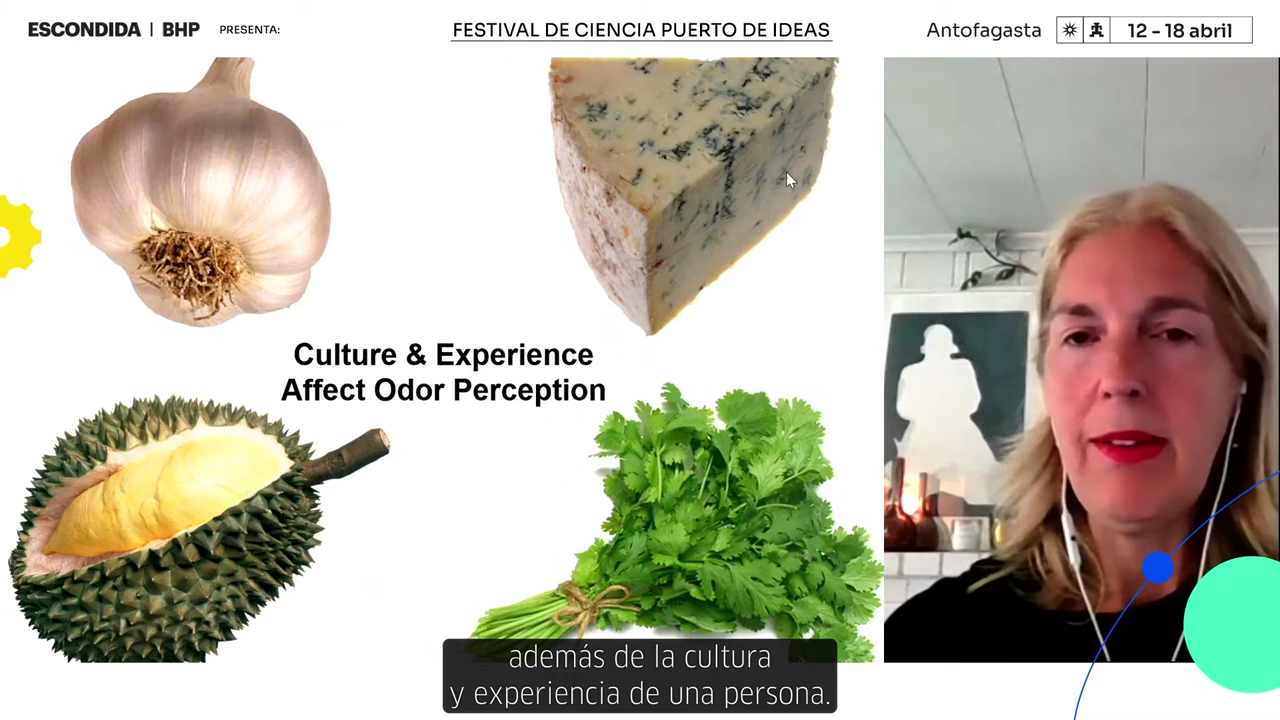 ESCONDIDA | BHP PRESENTA:
FESTIVAL DE CIENCIA PUERTO DE IDEAS
Antofagasta
12 – 18 abril
Culture & Experience
Affect Odor Perception
además de la cultura
y experiencia de una persona.